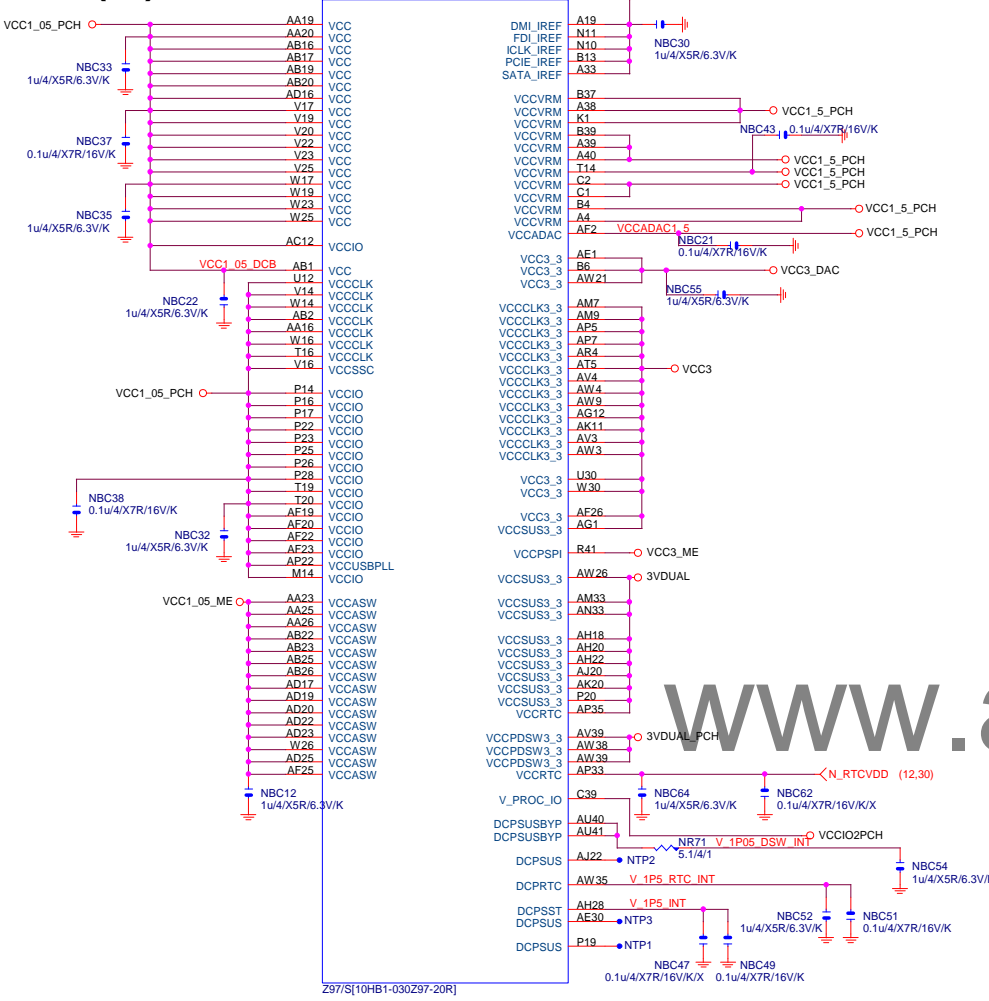 VCC1_05_PCH
AA19 VCC
AA20 VCC
AB16 VCC
AB17 VCC
AB19 VCC
AB20 VCC
AD16 VCC
V17 VCC
V19 VCC
V20 VCC
V22 VCC
V23 VCC
V25 VCC
W17 VCC
W19 VCC
W23 VCC
W25 VCC
AC12 VCCIO
VCC1_05_DCB AB1 VCC
U12 VCCCLK
V14 VCCCLK
W14 VCCCLK
AB2 VCCCLK
AA16 VCCCLK
W16 VCCCLK
T16 VCCCLK
V16 VCCSSC
VCC1_05_PCH
P14 VCCIO
P16 VCCIO
P17 VCCIO
P22 VCCIO
P23 VCCIO
P25 VCCIO
P26 VCCIO
P28 VCCIO
T19 VCCIO
T20 VCCIO
AF19 VCCIO
AF20 VCCIO
AF22 VCCIO
AF23 VCCIO
AP22 VCCUSBPLL
M14 VCCIO
VCC1_05_ME
AA23 VCCASW
AA25 VCCASW
AA26 VCCASW
AB22 VCCASW
AB23 VCCASW
AB25 VCCASW
AB26 VCCASW
AD17 VCCASW
AD19 VCCASW
AD20 VCCASW
AD22 VCCASW
AD23 VCCASW
W26 VCCASW
AD25 VCCASW
AF25 VCCASW
NBC33
1u/4/X5R/6.3V/K
NBC37
0.1u/4/X7R/16V/K
NBC35
1u/4/X5R/6.3V/K
NBC22
1u/4/X5R/6.3V/K
NBC38
0.1u/4/X7R/16V/K
NBC32
1u/4/X5R/6.3V/K
NBC12
1u/4/X5R/6.3V/K
DMI_IREF A19
FDI_IREF N11
ICLK_IREF N10
PCIE_IREF B13
SATA_IREF A33
NBC30
1u/4/X5R/6.3V/K
VCCVRM B37
VCCVRM A38
VCCVRM K1
VCCVRM B39
VCCVRM A39
VCCVRM A40
VCCVRM T14
VCCVRM C2
VCCVRM C1
VCCVRM B4
VCCVRM A4
VCCADAC AF2 VCCADAC1_5
VCC1_5_PCH
NBC43 0.1u/4/X7R/16V/K
VCC1_5_PCH
VCC1_5_PCH
VCC1_5_PCH
VCC1_5_PCH
VCC1_5_PCH
NBC21
0.1u/4/X7R/16V/K
VCC3_3 AE1
VCC3_3 B6
VCC3_3 AW21
VCC3_DAC
NBC55
1u/4/X5R/6.3V/K
VCCCLK3_3 AM7
VCCCLK3_3 AM9
VCCCLK3_3 AP5
VCCCLK3_3 AP7
VCCCLK3_3 AR4
VCCCLK3_3 AT5
VCCCLK3_3 AV4
VCCCLK3_3 AW4
VCCCLK3_3 AW9
VCCCLK3_3 AG12
VCCCLK3_3 AK11
VCCCLK3_3 AV3
VCCCLK3_3 AW3
VCC3
VCC3_3 U30
VCC3_3 W30
VCC3_3 AF26
VCCSUS3_3 AG1
VCCPSPI R41 VCC3_ME
VCCSUS3_3 AW26 3VDUAL
VCCSUS3_3 AM33
VCCSUS3_3 AN33
VCCSUS3_3 AH18
VCCSUS3_3 AH20
VCCSUS3_3 AH22
VCCSUS3_3 AJ20
VCCSUS3_3 AK20
VCCSUS3_3 P20
VCCRTC AP35
VCCPDSW3_3 AV39 3VDUAL_PCH
VCCPDSW3_3 AW38
VCCPDSW3_3 AW39
VCCRTC AP33 N_RTCVDD (12,30)
NBC64
1u/4/X5R/6.3V/K
NBC62
0.1u/4/X7R/16V/K/X
V_PROC_IO C39 VCCIO2PCH
DCPSUSBYP AU40
DCPSUSBYP AU41
NR71 V_1P05_DSW_INT
5.1/4/1
NBC54
1u/4/X5R/6.3V/
DCPSUS AJ22 NTP2
DCPRTC AW35 V_1P5_RTC_INT
NBC52
1u/4/X5R/6.3V/K
NBC51
0.1u/4/X7R/16V/K
DCPSST AH28 V_1P5_INT
DCPSUS AE30 NTP3
DCPSUS P19 NTP1
NBC47
0.1u/4/X7R/16V/K/X
NBC49
0.1u/4/X7R/16V/K
www.a
Z97/S[10HB1-030Z97-20R]